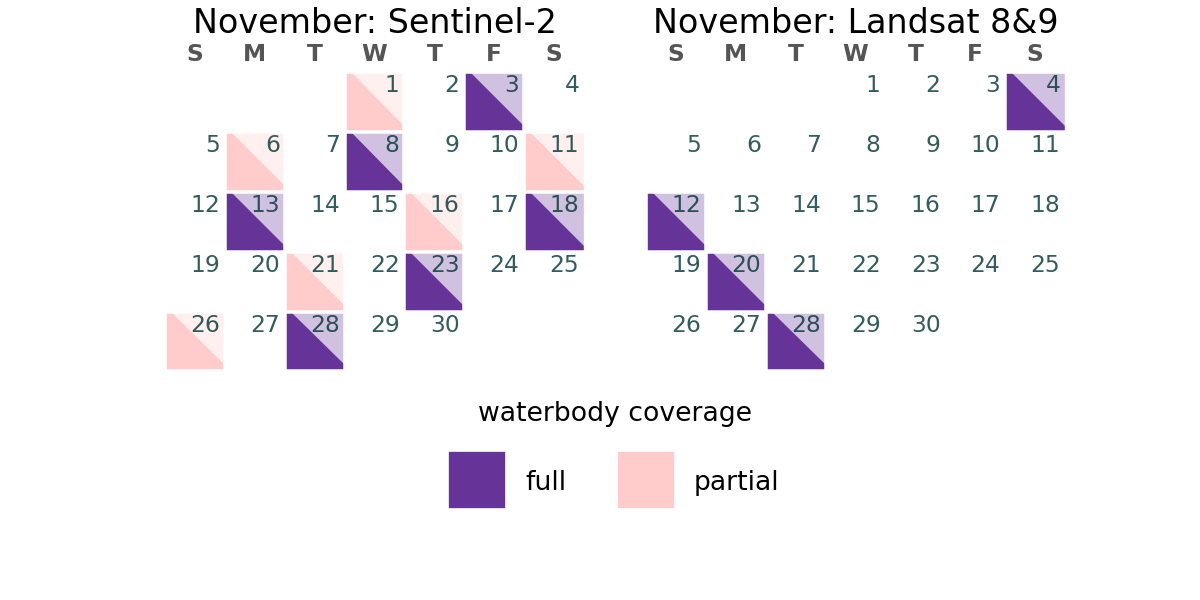 November: Sentinel-2
S M T W T F S
1 2 3 4
5 6 7 8 9 10 11
12 13 14 15 16 17 18
19 20 21 22 23 24 25
26 27 28 29 30
November: Landsat 8&9
S M T W T F S
1 2 3 4
5 6 7 8 9 10 11
12 13 14 15 16 17 18
19 20 21 22 23 24 25
26 27 28 29 30
waterbody coverage
full partial